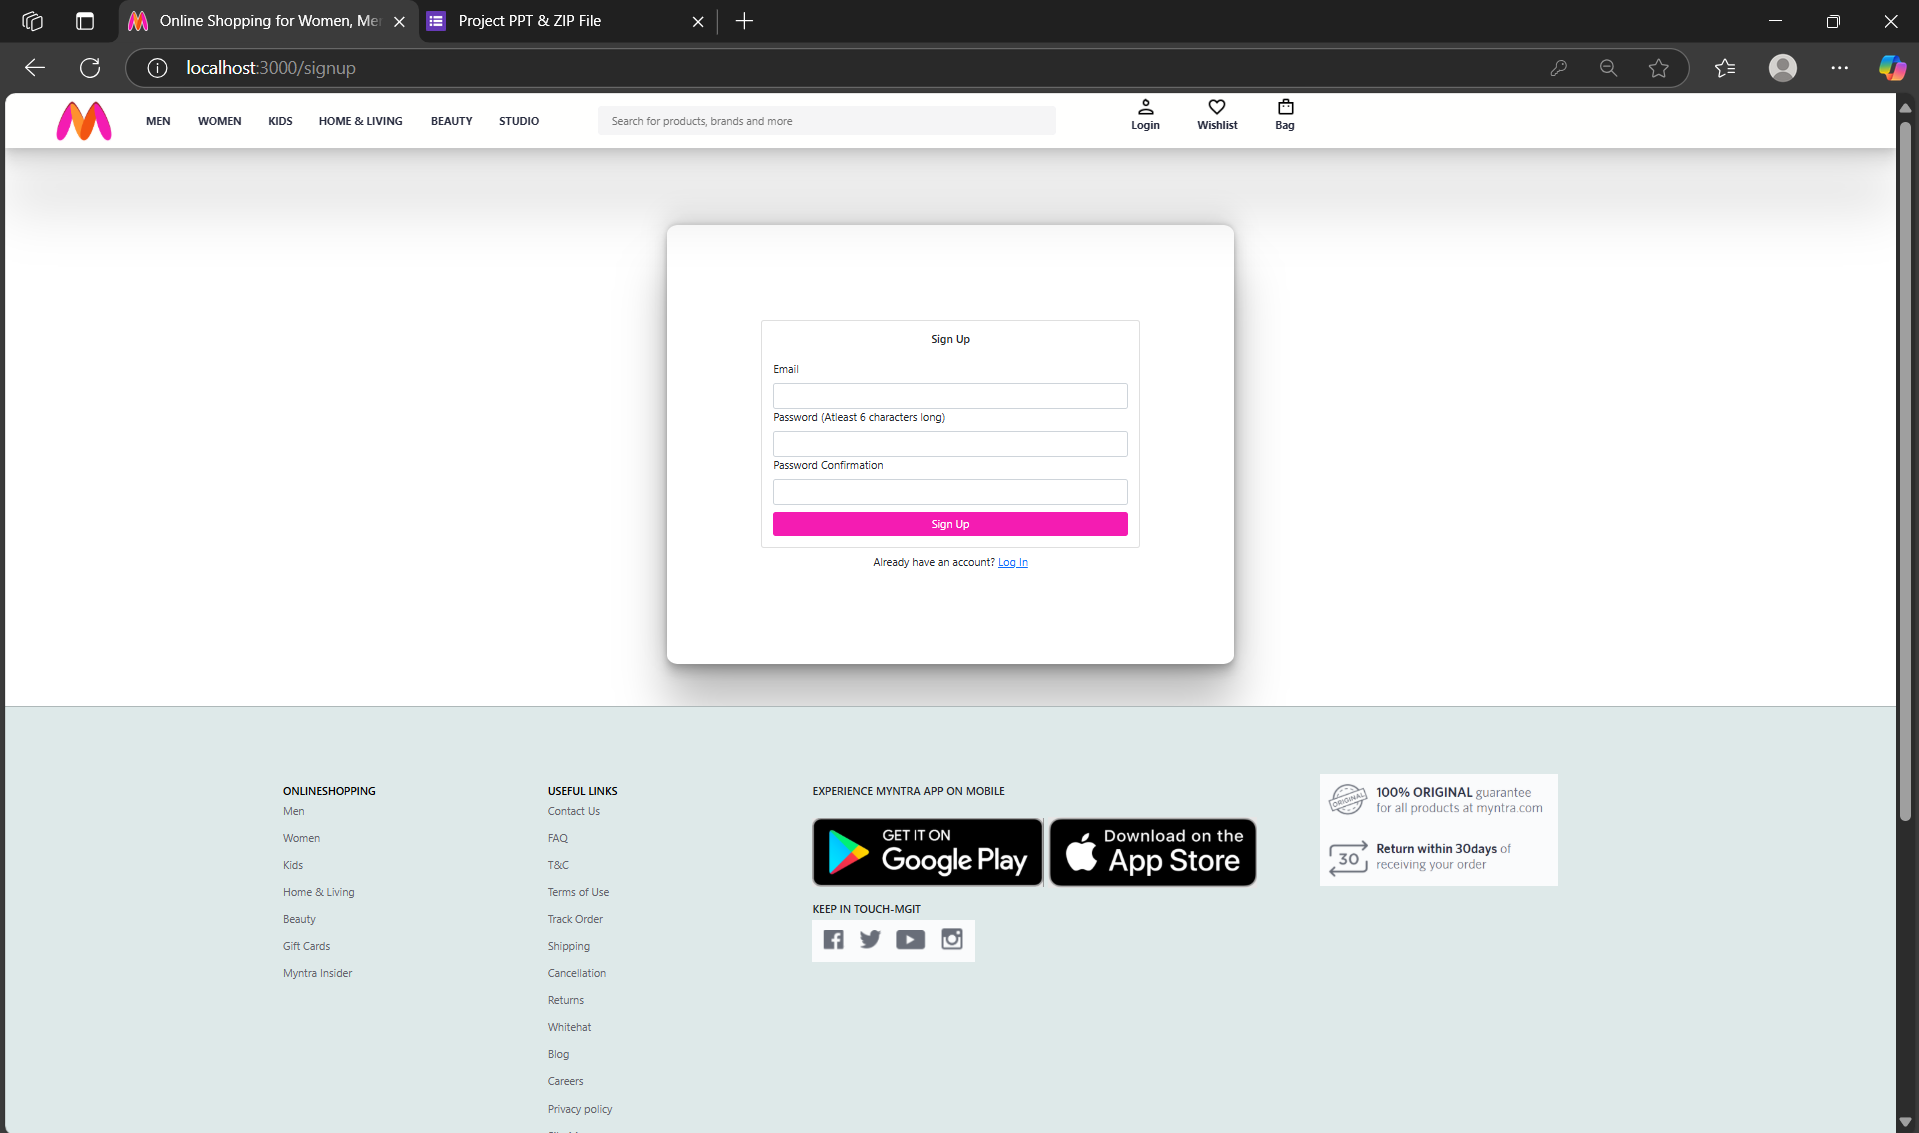 Online Shopping for Women, Men
Project PPT & ZIP File
localhost:3000/signup
MEN
WOMEN
KIDS
HOME & LIVING
BEAUTY
STUDIO
Search for products, brands and more
Login
Wishlist
Bag
Sign Up
Email
Password (Atleast 6 characters long)
Password Confirmation
Sign Up
Already have an account? Log In
ONLINESHOPPING
Men
Women
Kids
Home & Living
Beauty
Gift Cards
Myntra Insider
USEFUL LINKS
Contact Us
FAQ
T&C
Terms of Use
Track Order
Shipping
Cancellation
Returns
Whitehat
Blog
Careers
Privacy policy
EXPERIENCE MYNTRA APP ON MOBILE
GET IT ON
Google Play
Download on the
App Store
KEEP IN TOUCH-MGIT
ORIGINAL
100% ORIGINAL guarantee
for all products at myntra.com
30
Return within 30days of
receiving your order